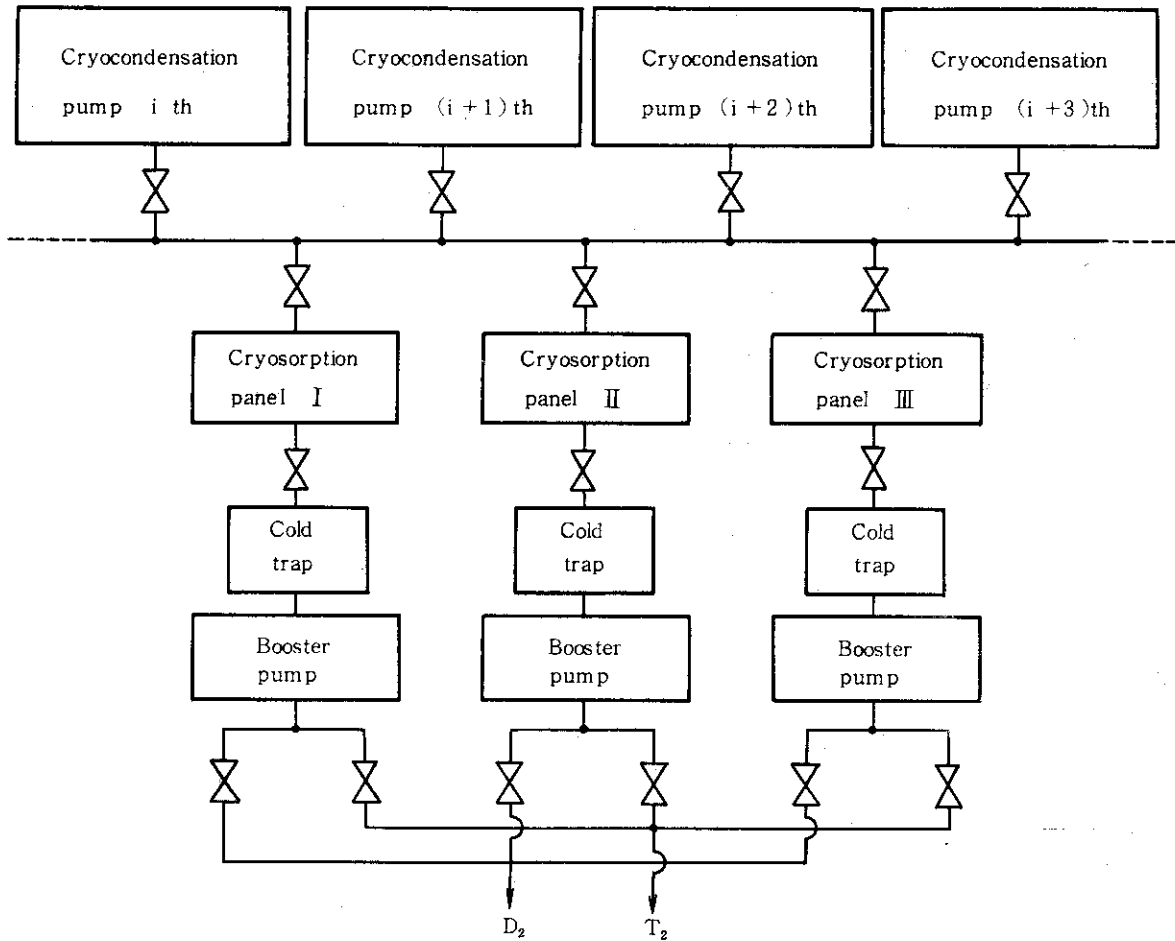 Cryocondensation
pump i th
Cryocondensation
pump (i+1)th
Cryocondensation
pump (i+2)th
Cryocondensation
pump (i+3)th
Cryosorption
panel I
Cryosorption
panel II
Cryosorption
panel III
Cold
trap
Cold
trap
Cold
trap
Booster
pump
Booster
pump
Booster
pump
D₂
T₂